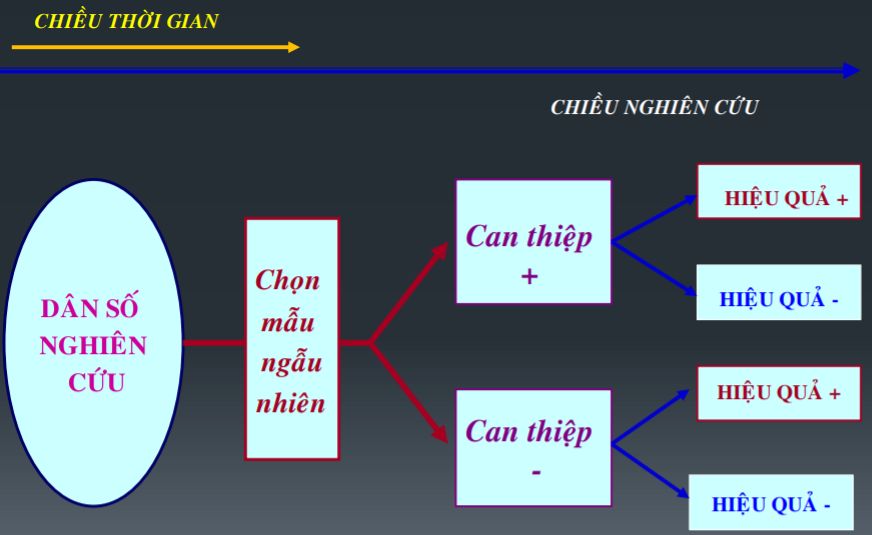 CHIỀU THỜI GIAN
CHIỀU NGHIÊN CỨU
DÂN SỐ
NGHIÊN
CỨU
Chọn
mẫu
ngẫu
nhiên
Can thiệp
+
HIỆU QUẢ +
HIỆU QUẢ -
Can thiệp
-
HIỆU QUẢ +
HIỆU QUẢ -